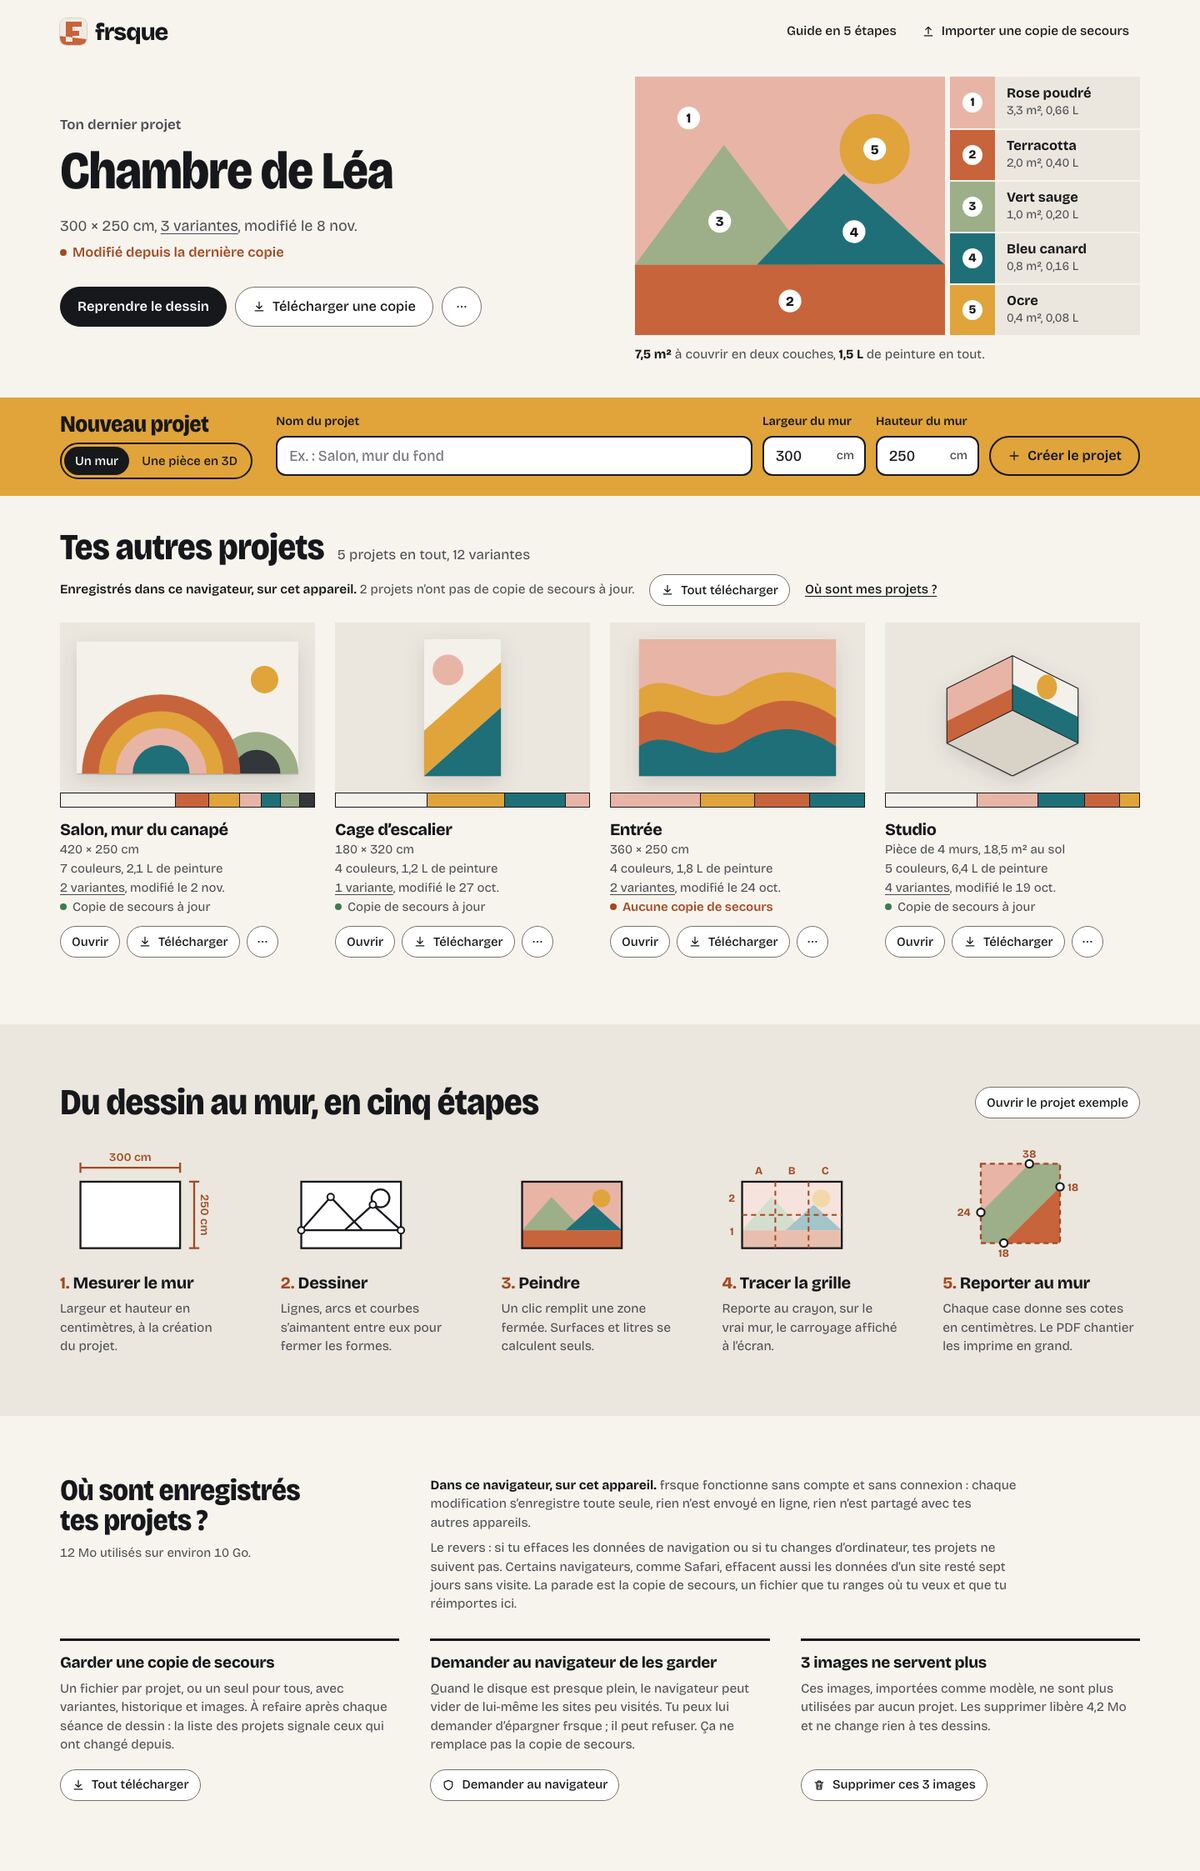 frsque
Guide en 5 étapes
Importer une copie de secours
Ton dernier projet
Chambre de Léa
300 × 250 cm, 3 variantes, modifié le 8 nov.
Modifié depuis la dernière copie
Reprendre le dessin
Télécharger une copie
...
1
5
3
4
2
1
Rose poudré
3,3 m², 0,66 L
2
Terracotta
2,0 m², 0,40 L
3
Vert sauge
1,0 m², 0,20 L
4
Bleu canard
0,8 m², 0,16 L
5
Ocre
0,4 m², 0,08 L
7,5 m² à couvrir en deux couches, 1,5 L de peinture en tout.
Nouveau projet
Un mur
Une pièce en 3D
Nom du projet
Ex. : Salon, mur du fond
Largeur du mur
300 cm
Hauteur du mur
250 cm
Créer le projet
Tes autres projets
5 projets en tout, 12 variantes
Enregistrés dans ce navigateur, sur cet appareil. 2 projets n'ont pas de copie de secours à jour.
Tout télécharger
Où sont mes projets ?
Salon, mur du canapé
420 × 250 cm
7 couleurs, 2,1 L de peinture
2 variantes, modifié le 2 nov.
Copie de secours à jour
Ouvrir
Télécharger
...
Cage d'escalier
180 × 320 cm
4 couleurs, 1,2 L de peinture
1 variante, modifié le 27 oct.
Copie de secours à jour
Ouvrir
Télécharger
...
Entrée
360 × 250 cm
4 couleurs, 1,8 L de peinture
2 variantes, modifié le 24 oct.
Aucune copie de secours
Ouvrir
Télécharger
...
Studio
Pièce de 4 murs, 18,5 m² au sol
5 couleurs, 6,4 L de peinture
4 variantes, modifié le 19 oct.
Copie de secours à jour
Ouvrir
Télécharger
...
Du dessin au mur, en cinq étapes
Ouvrir le projet exemple
300 cm
250 cm
1. Mesurer le mur
Largeur et hauteur en
centimètres, à la création
du projet.
2. Dessiner
Lignes, arcs et courbes
s'aimantent entre eux pour
fermer les formes.
3. Peindre
Un clic remplit une zone
fermée. Surfaces et litres se
calculent seuls.
A B C
2
1
4. Tracer la grille
Reporte au crayon, sur le
vrai mur, le carroyage affiché
à l'écran.
38
18
24
18
5. Reporter au mur
Chaque case donne ses cotes
en centimètres. Le PDF chantier
les imprime en grand.
Où sont enregistrés
tes projets ?
12 Mo utilisés sur environ 10 Go.
Dans ce navigateur, sur cet appareil. frsque fonctionne sans compte et sans connexion : chaque
modification s'enregistre toute seule, rien n'est envoyé en ligne, rien n'est partagé avec tes
autres appareils.
Le revers : si tu effaces les données de navigation ou si tu changes d'ordinateur, tes projets ne
suivent pas. Certains navigateurs, comme Safari, effacent aussi les données d'un site resté sept
jours sans visite. La parade est la copie de secours, un fichier que tu ranges où tu veux et que tu
réimportes ici.
Garder une copie de secours
Un fichier par projet, ou un seul pour tous, avec
variantes, historique et images. À refaire après chaque
séance de dessin : la liste des projets signale ceux qui
ont changé depuis.
Tout télécharger
Demander au navigateur de les garder
Quand le disque est presque plein, le navigateur peut
vider de lui-même les sites peu visités. Tu peux lui
demander d'épargner frsque ; il peut refuser. Ça ne
remplace pas la copie de secours.
Demander au navigateur
3 images ne servent plus
Ces images, importées comme modèle, ne sont plus
utilisées par aucun projet. Les supprimer libère 4,2 Mo
et ne change rien à tes dessins.
Supprimer ces 3 images